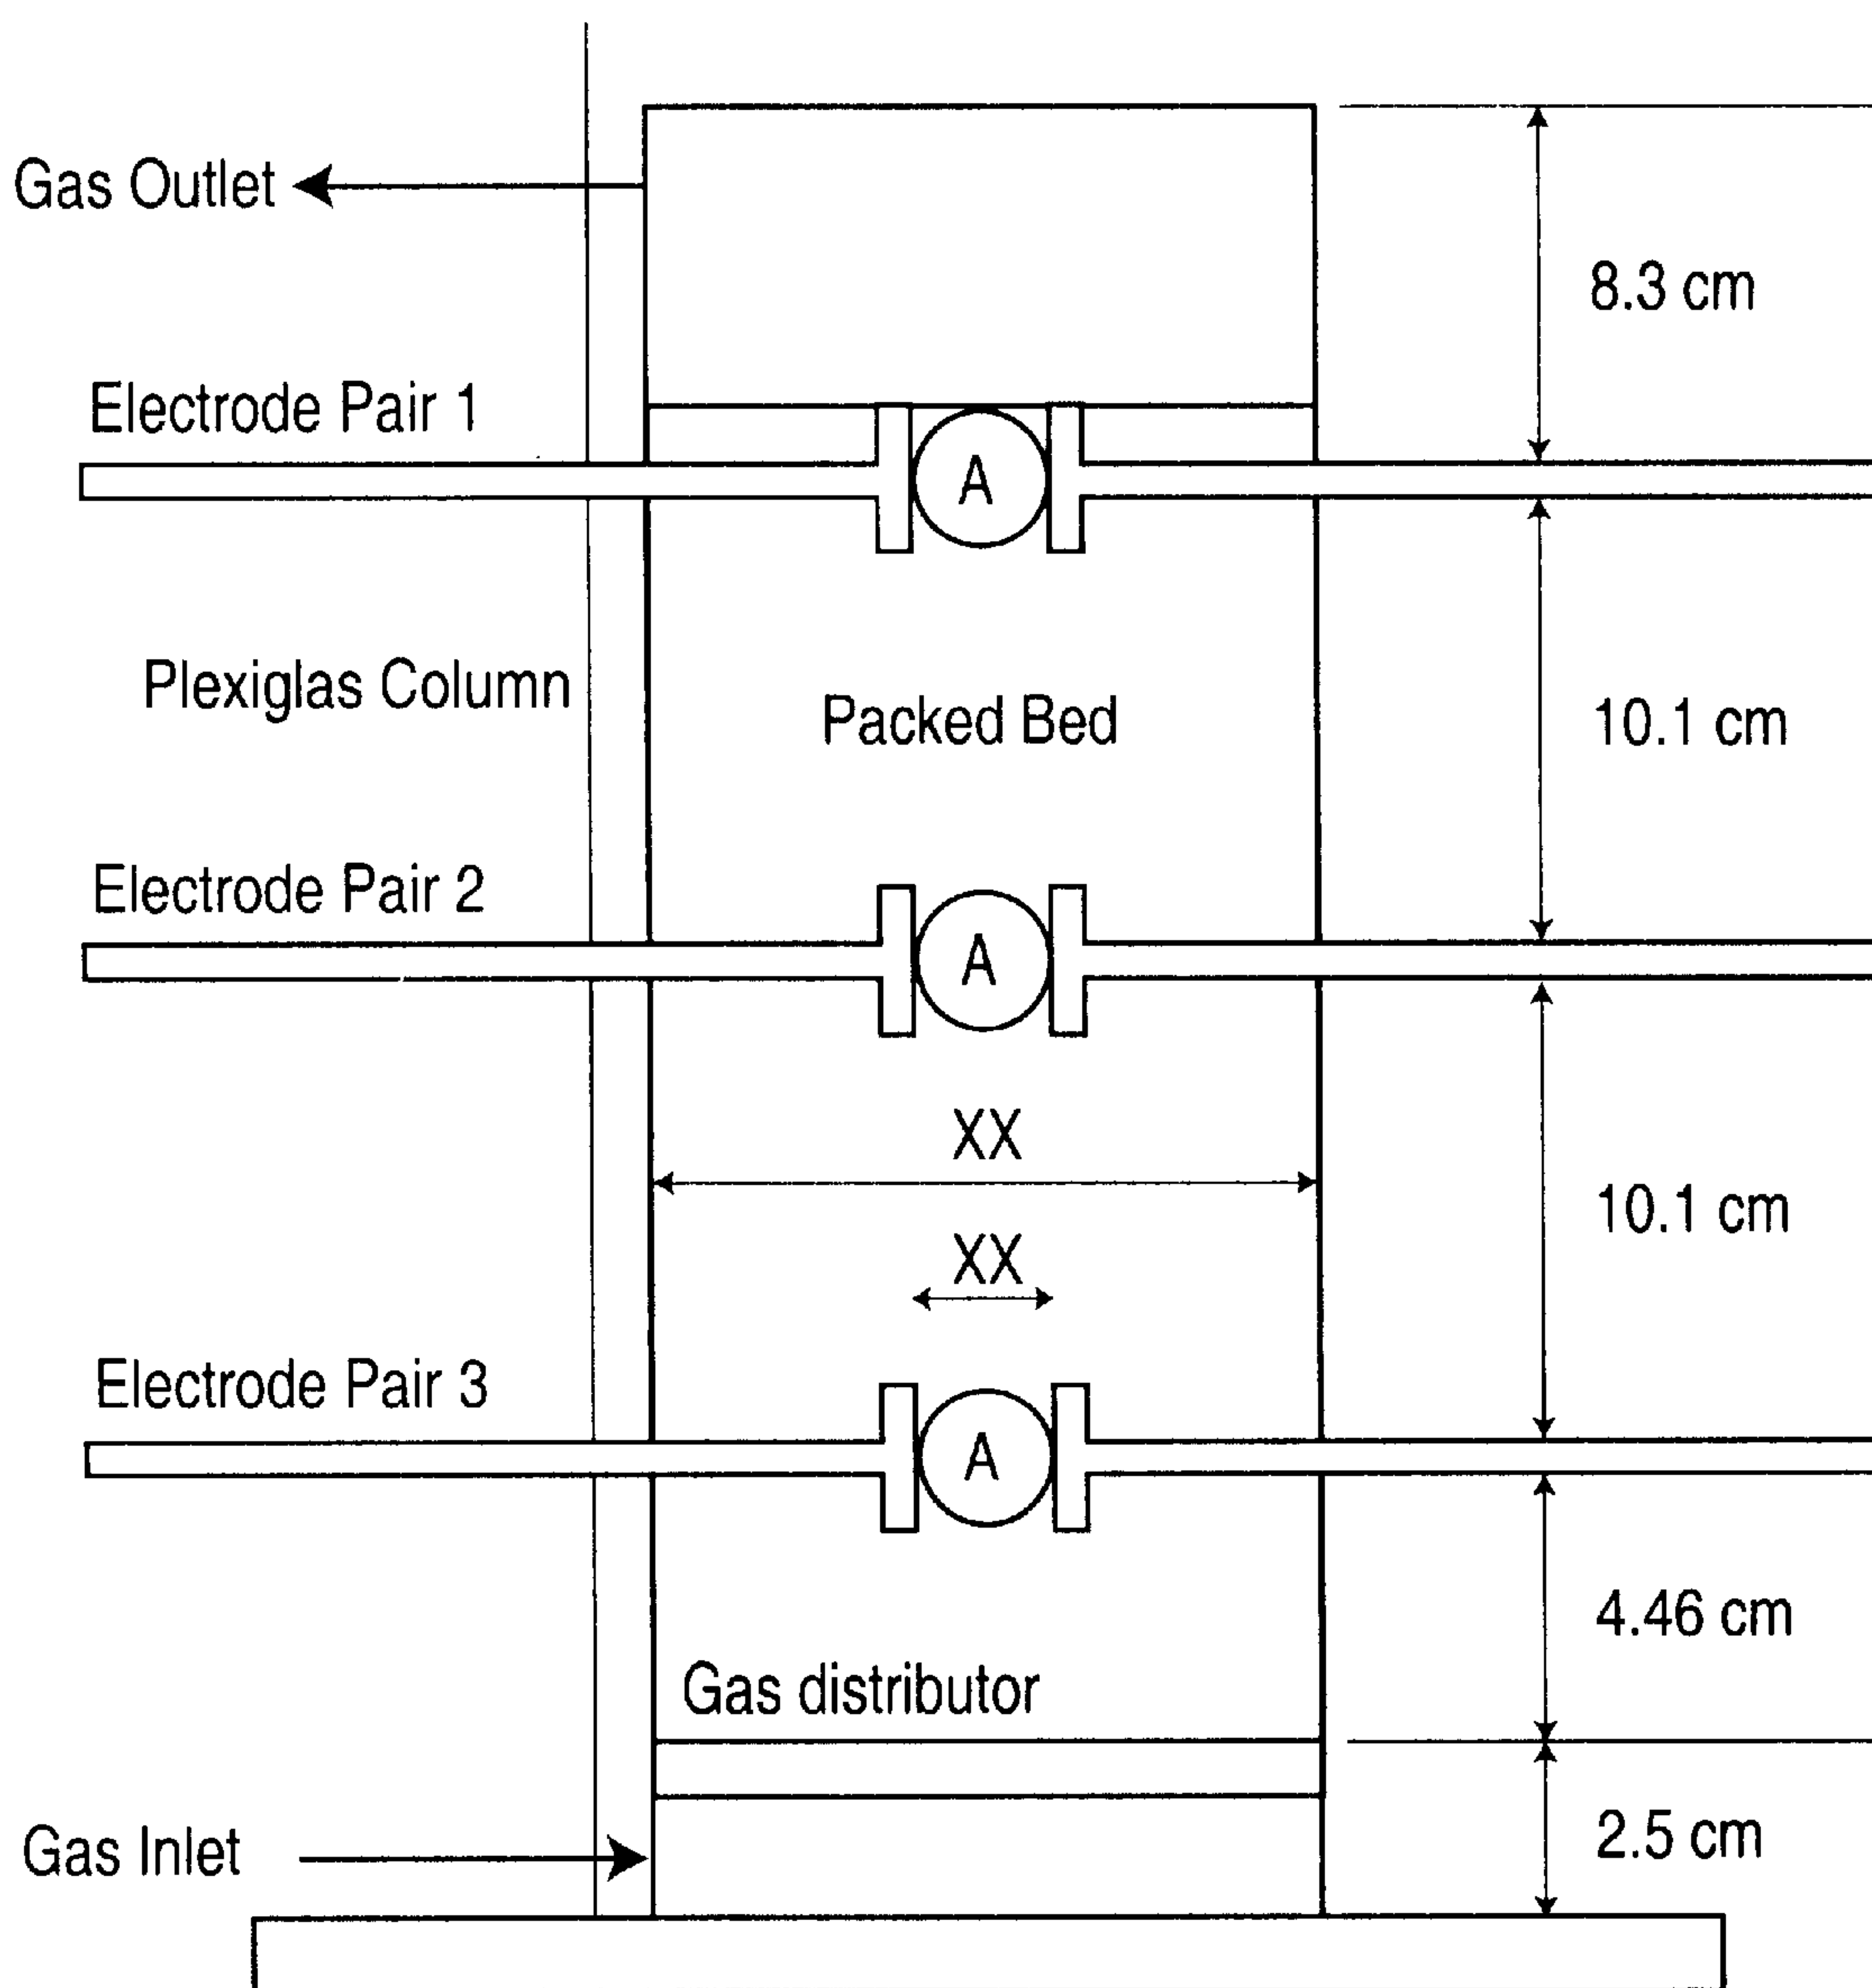 Gas Outlet
8.3 cm
Electrode Pair 1
A
Plexiglas Column
Packed Bed
10.1 cm
Electrode Pair 2
A
XX
10.1 cm
XX
Electrode Pair 3
A
4.46 cm
Gas distributor
Gas Inlet
2.5 cm